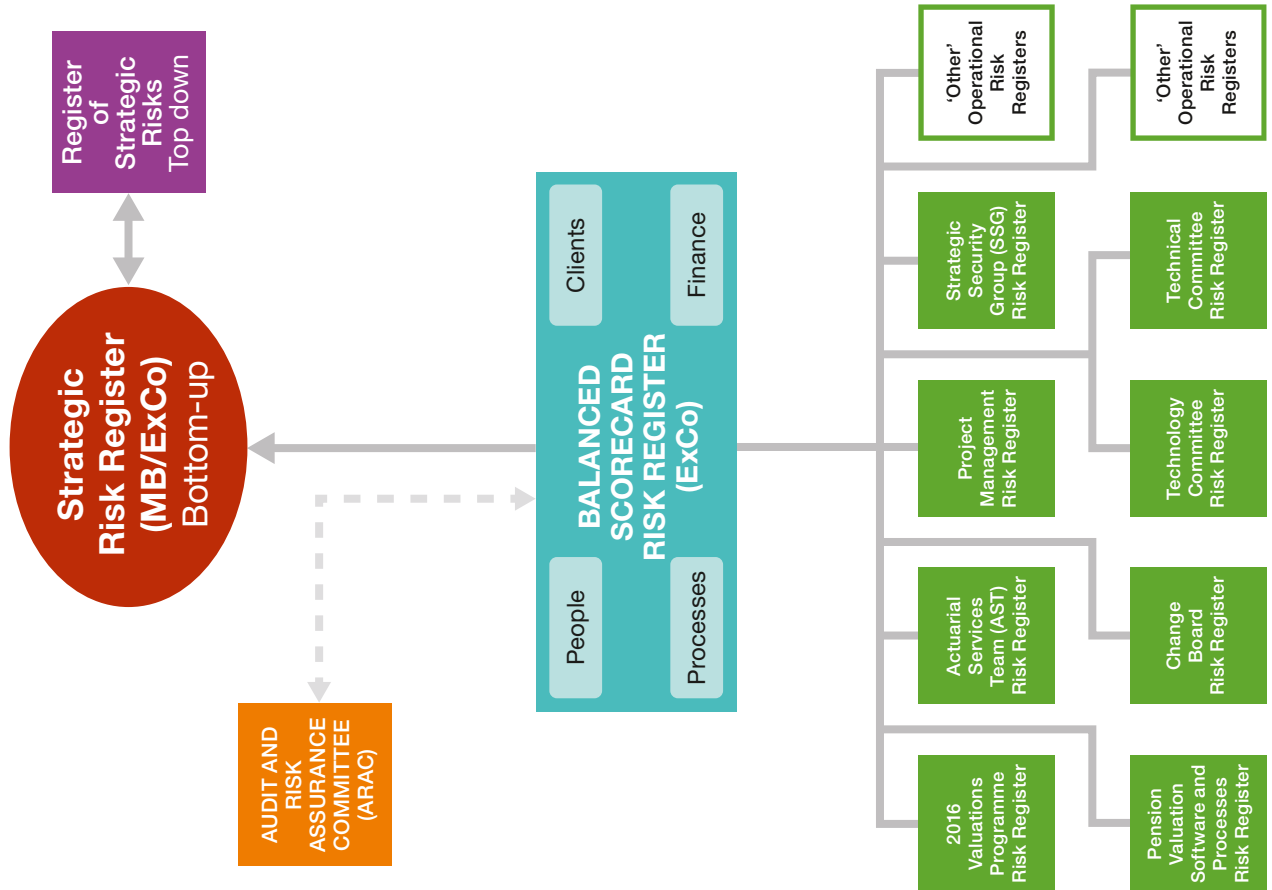 Strategic
Risk Register
(MB/ExCo)
Bottom-up
Register
of
Strategic
Risks
Top down
AUDIT AND
RISK
ASSURANCE
COMMITTEE
(ARAC)
People
Clients
BALANCED
SCORECARD
RISK REGISTER
(ExCo)
Processes
Finance
2016
Valuations
Programme
Risk Register
Actuarial
Services
Team (AST)
Risk Register
Project
Management
Risk Register
Strategic
Security
Group (SSG)
Risk Register
‘Other’
Operational
Risk
Registers
Pension
Valuation
Software and
Processes
Risk Register
Change
Board
Risk Register
Technology
Committee
Risk Register
Technical
Committee
Risk Register
‘Other’
Operational
Risk
Registers